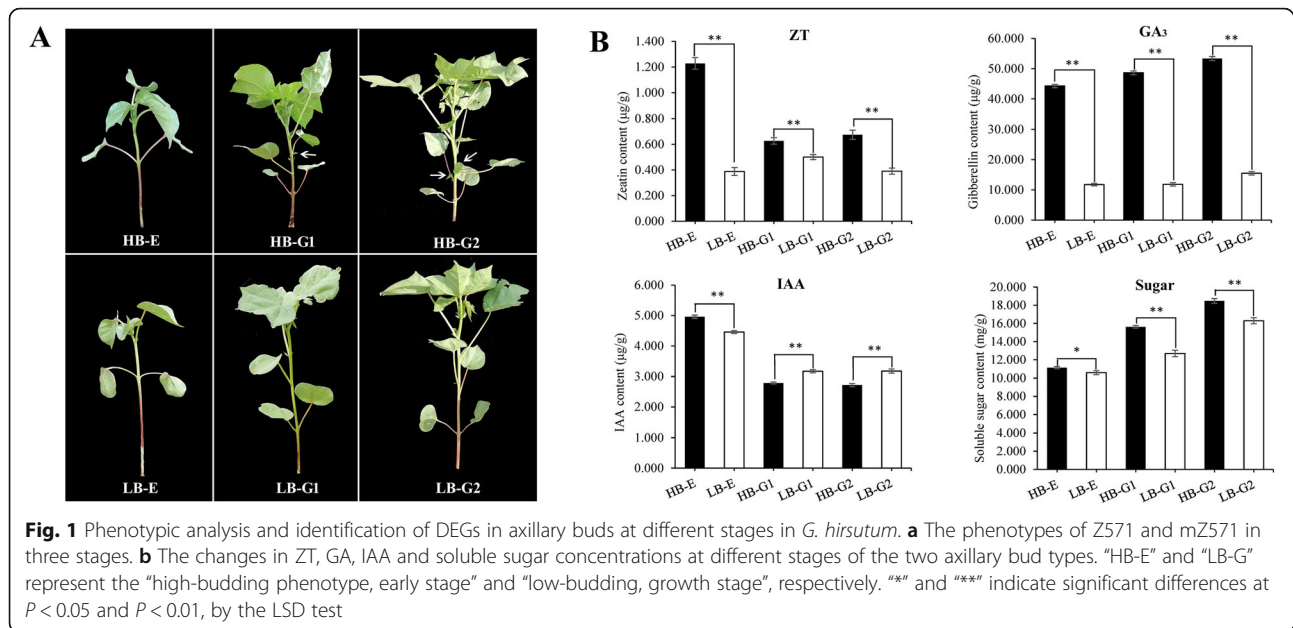 A
HB-E
HB-G1
HB-G2
LB-E
LB-G1
LB-G2
B
ZT
Zeatin content (μg/g)
1.400
1.200
1.000
0.800
0.600
0.400
0.200
0.000
**
**
**
HB-E
LB-E
HB-G1
LB-G1
HB-G2
LB-G2
GA3
Gibberellin content (μg/g)
60.000
50.000
40.000
30.000
20.000
10.000
0.000
**
**
**
HB-E
LB-E
HB-G1
LB-G1
HB-G2
LB-G2
IAA
IAA content (μg/g)
6.000
5.000
4.000
3.000
2.000
1.000
0.000
**
**
**
HB-E
LB-E
HB-G1
LB-G1
HB-G2
LB-G2
Sugar
Soluble sugar content (mg/g)
20.000
18.000
16.000
14.000
12.000
10.000
8.000
6.000
4.000
2.000
0.000
*
**
**
HB-E
LB-E
HB-G1
LB-G1
HB-G2
LB-G2
Fig. 1 Phenotypic analysis and identification of DEGs in axillary buds at different stages in G. hirsutum. a The phenotypes of Z571 and mZ571 in
three stages. b The changes in ZT, GA, IAA and soluble sugar concentrations at different stages of the two axillary bud types. “HB-E” and “LB-G”
represent the “high-budding phenotype, early stage” and “low-budding, growth stage”, respectively. “*” and “**” indicate significant differences at
P < 0.05 and P < 0.01, by the LSD test